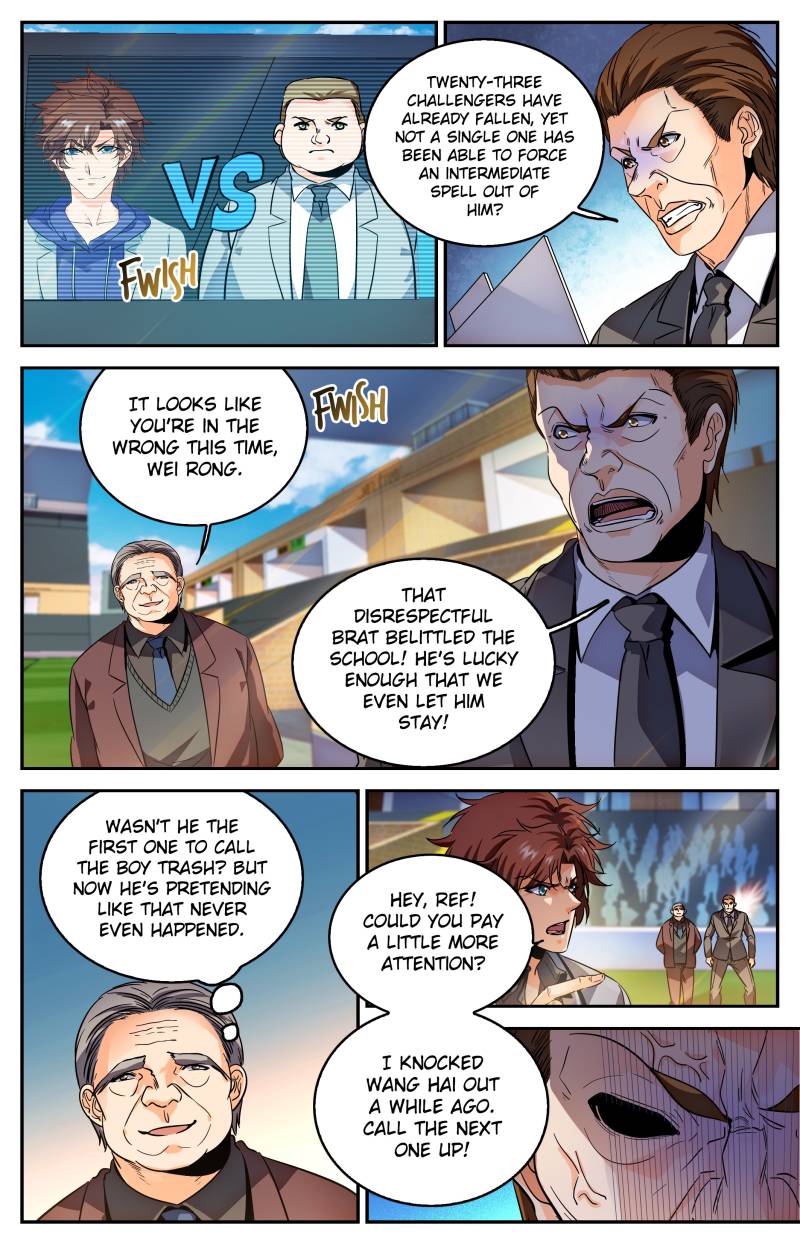 VS
FWISH
TWENTY-THREE
CHALLENGERS HAVE
ALREADY FALLEN, YET
NOT A SINGLE ONE HAS
BEEN ABLE TO FORCE
AN INTERMEDIATE
SPELL OUT OF
HIM?
IT LOOKS LIKE
YOU'RE IN THE
WRONG THIS TIME,
WEI RONG.
FWISH
THAT
DISRESPECTFUL
BRAT BELITTLED THE
SCHOOL! HE'S LUCKY
ENOUGH THAT WE
EVEN LET HIM
STAY!
WASN'T HE THE
FIRST ONE TO CALL
THE BOY TRASH? BUT
NOW HE'S PRETENDING
LIKE THAT NEVER
EVEN HAPPENED.
HEY, REF!
COULD YOU PAY
A LITTLE MORE
ATTENTION?
I KNOCKED
WANG HAI OUT
A WHILE AGO.
CALL THE NEXT
ONE UP!